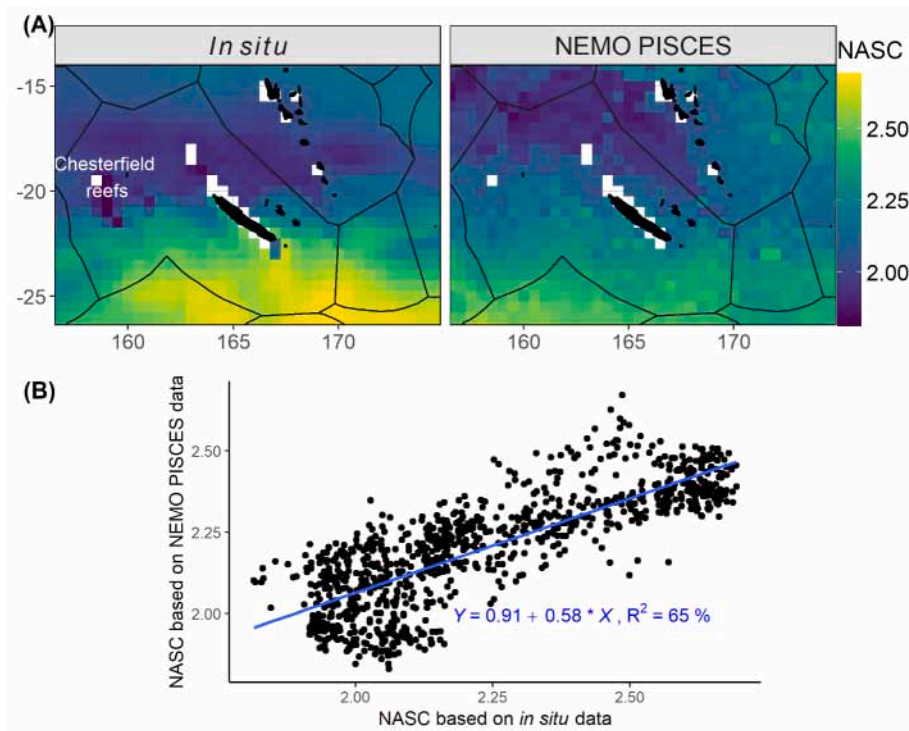 (A)
In situ
NEMO PISCES
NASC
-15
-20
-25
Chesterfield
reefs
2.50
2.25
2.00
160
165
170
160
165
170
(B)
NASC based on NEMO PISCES data
2.50
2.25
2.00
Y = 0.91 + 0.58 * X , R² = 65 %
2.00
2.25
2.50
NASC based on in situ data